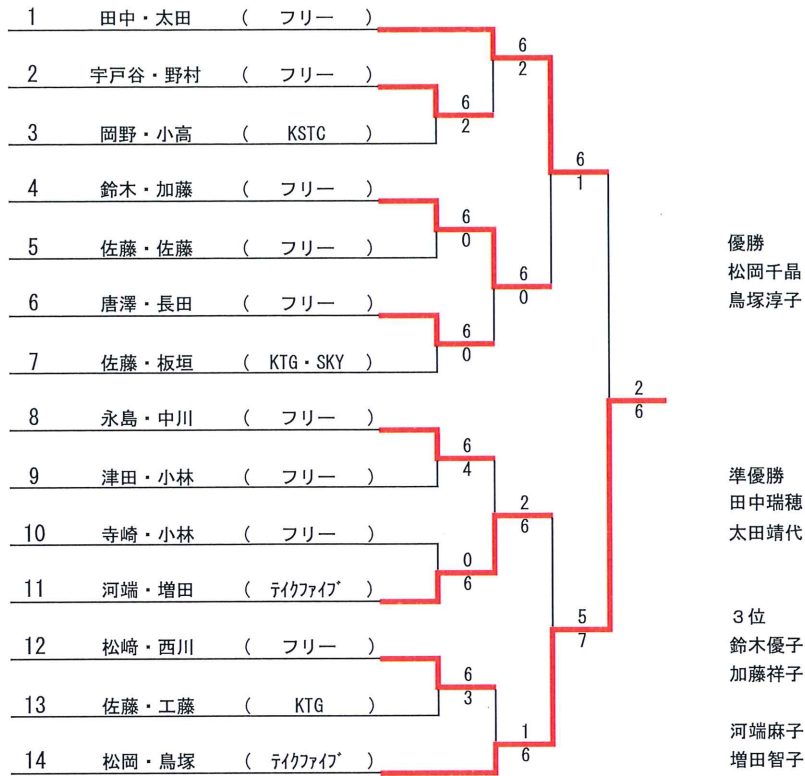 1 田中・太田 ( フリー )
2 宇戸谷・野村 ( フリー )
3 岡野・小高 ( KSTC )
4 鈴木・加藤 ( フリー )
5 佐藤・佐藤 ( フリー )
6 唐澤・長田 ( フリー )
7 佐藤・板垣 ( KTG・SKY )
8 永島・中川 ( フリー )
9 津田・小林 ( フリー )
10 寺崎・小林 ( フリー )
11 河端・増田 ( ﾃｲｸﾌｧｲﾌﾞ )
12 松﨑・西川 ( フリー )
13 佐藤・工藤 ( KTG )
14 松岡・鳥塚 ( ﾃｲｸﾌｧｲﾌﾞ )
6
2
6
0
6
0
6
4
0
6
6
3
6
2
6
0
2
6
1
6
6
1
5
7
2
6
優勝
松岡千晶
鳥塚淳子
準優勝
田中瑞穂
太田靖代
３位
鈴木優子
加藤祥子
河端麻子
増田智子